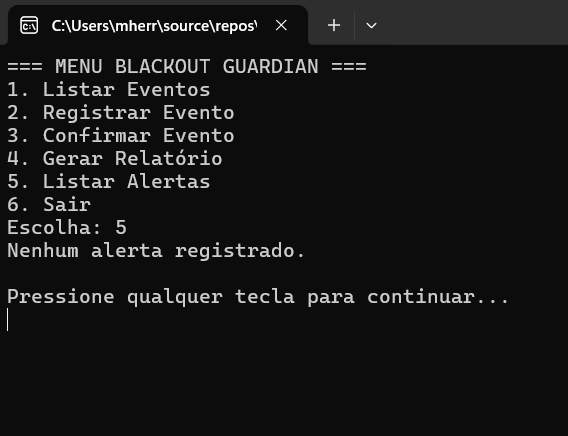 C:\Users\mherr\source\repos\
=== MENU BLACKOUT GUARDIAN ===
1. Listar Eventos
2. Registrar Evento
3. Confirmar Evento
4. Gerar Relatório
5. Listar Alertas
6. Sair
Escolha: 5
Nenhum alerta registrado.
Pressione qualquer tecla para continuar...